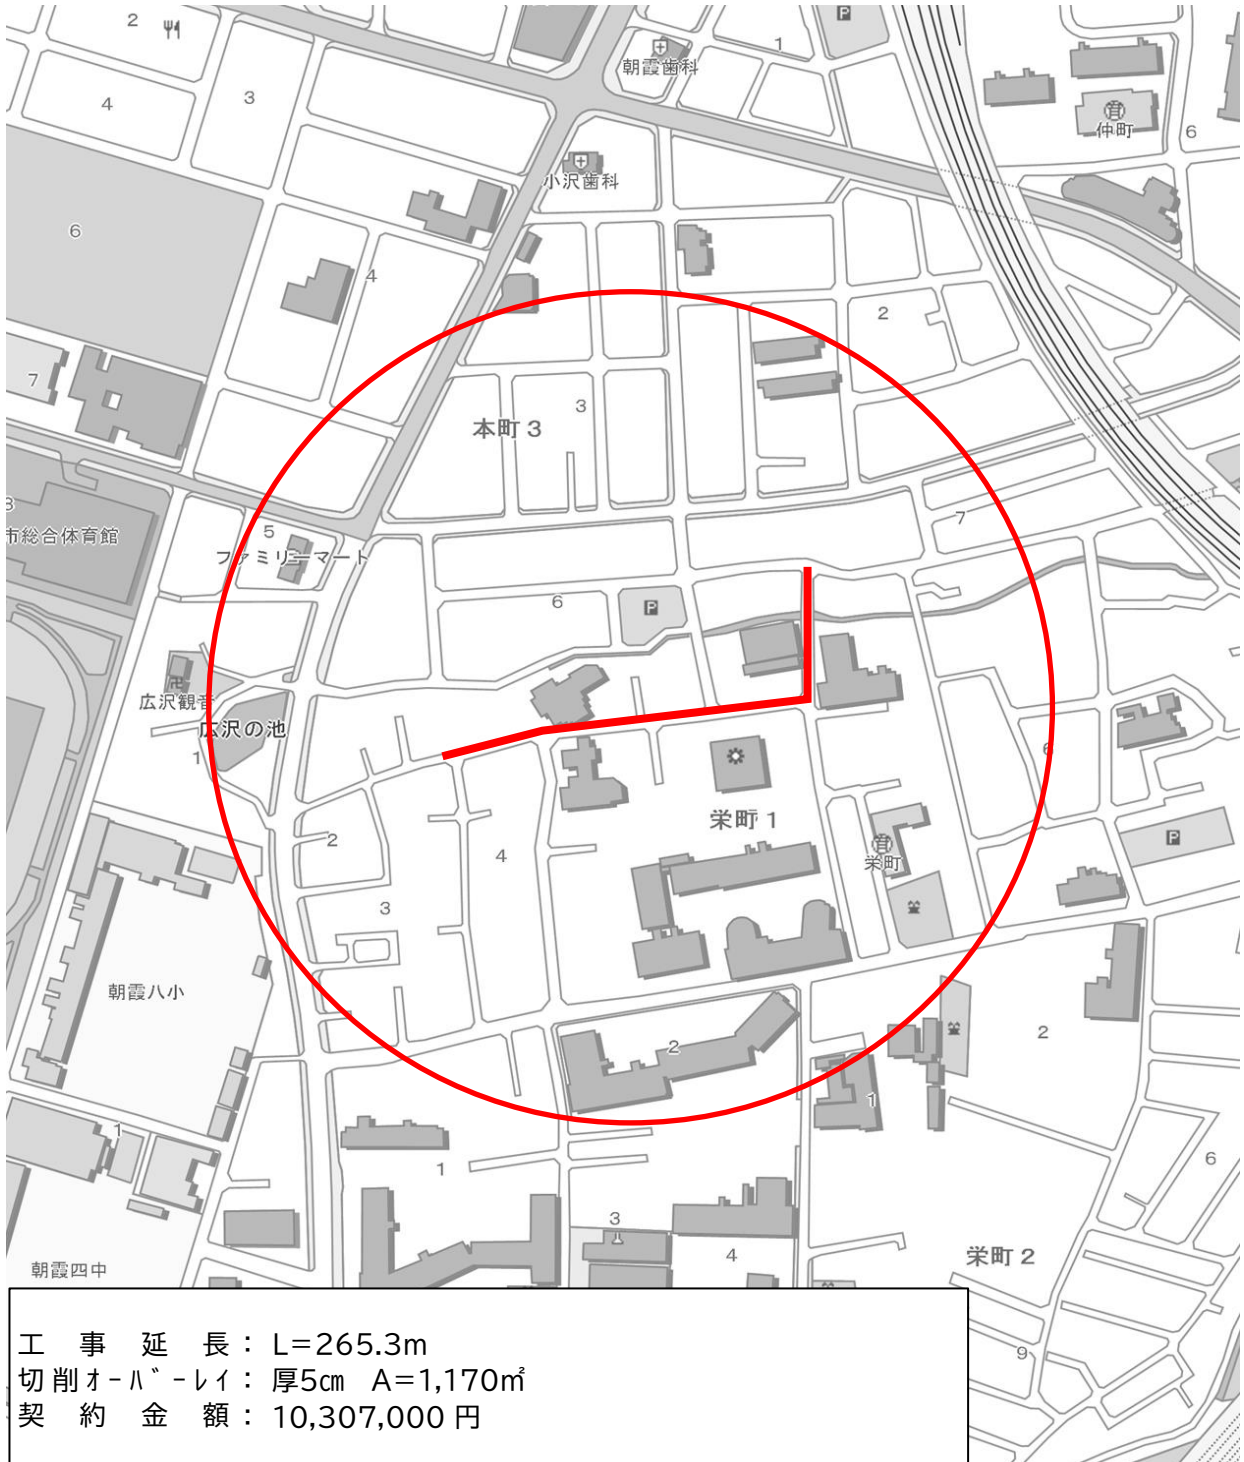 2
1
朝霞歯科
4
3
仲町
6
小沢歯科
6
4
2
7
3
本町 3
8
市総合体育館
5
ファミリーマート
7
6
広沢観音
広沢の池
1
6
栄町 1
2
4
栄町
3
朝霞八小
2
2
1
1
1
6
3
4
栄町 2
朝霞四中
9
工 事 延 長 : L=265.3m
切削オーバーレイ : 厚5㎝ A=1,170㎡
契 約 金 額 : 10,307,000 円